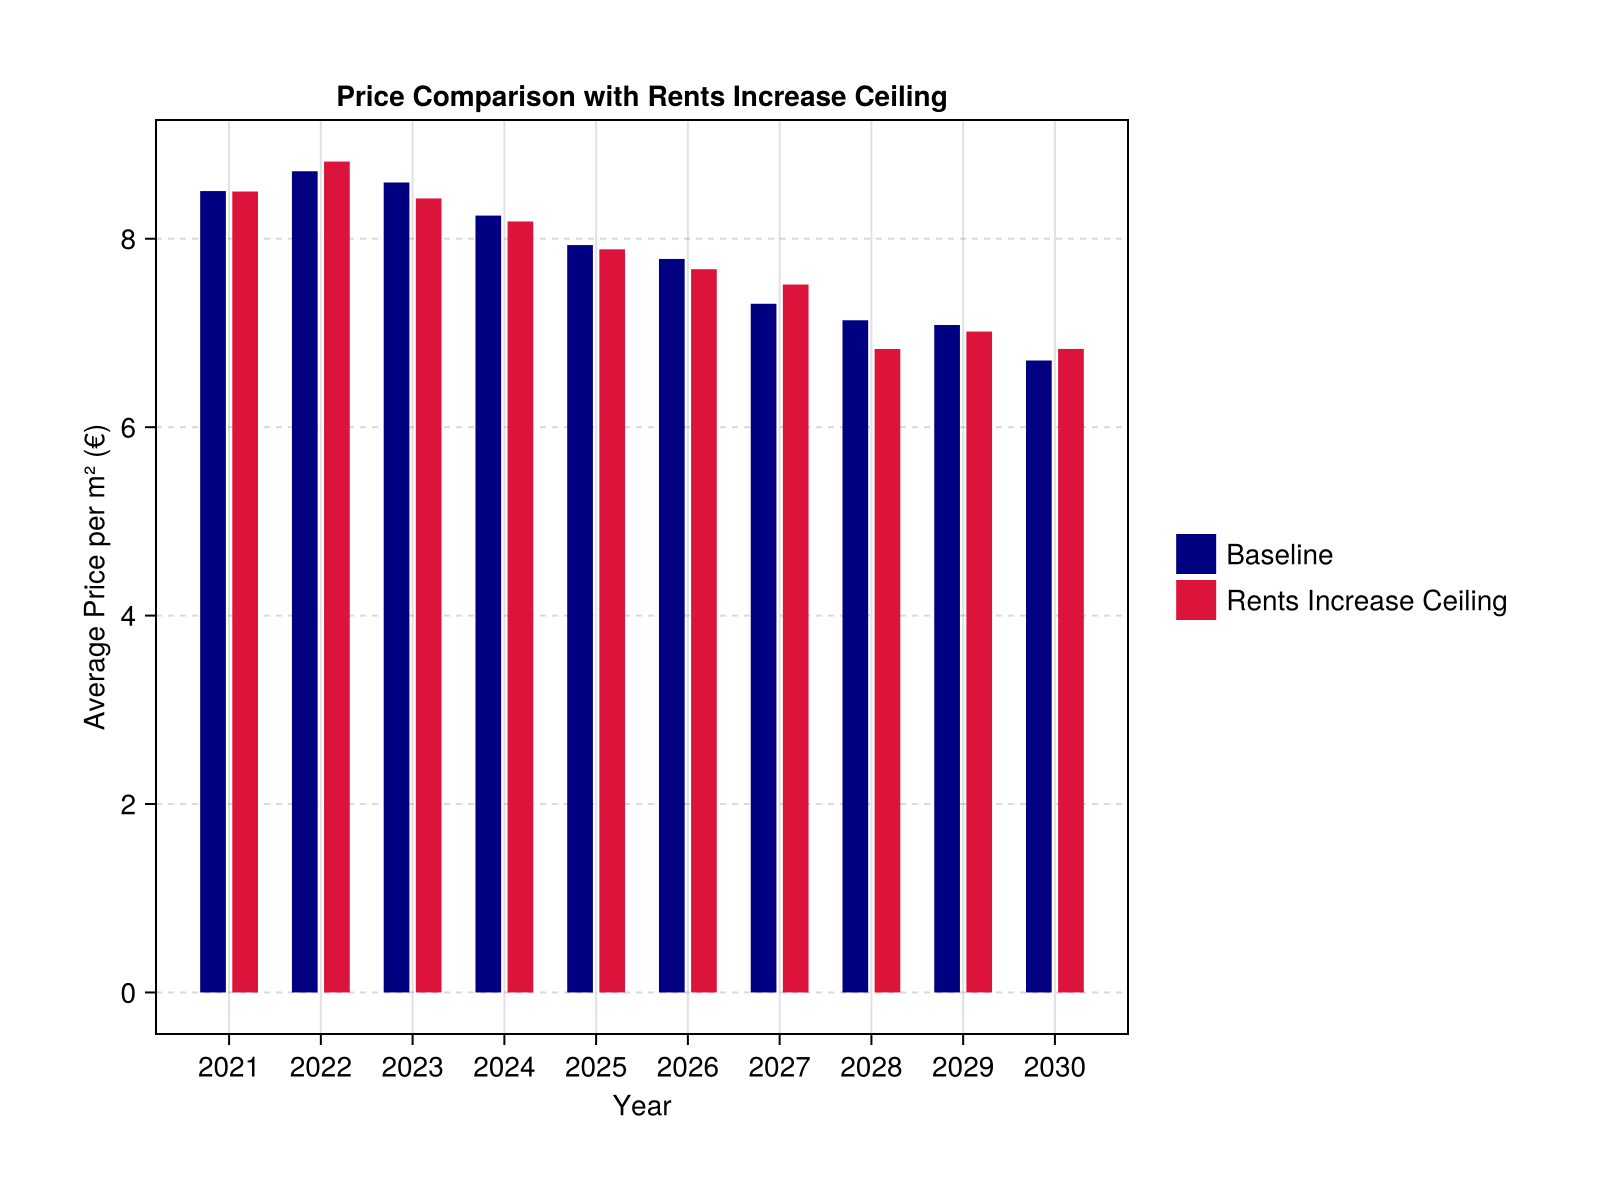 Price Comparison with Rents Increase Ceiling
Average Price per m² (€)
8
6
4
2
0
2021 2022 2023 2024 2025 2026 2027 2028 2029 2030
Year
Baseline
Rents Increase Ceiling